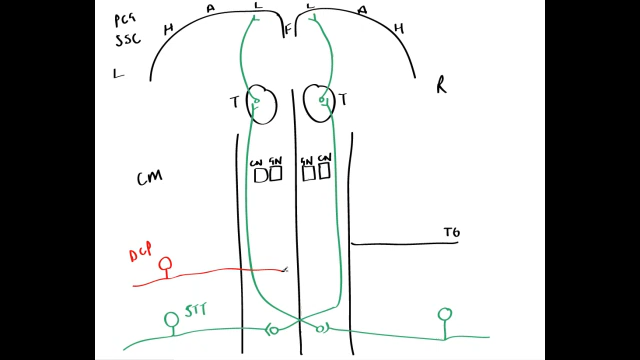 PCG
SSC
L
H A L F L A H
R
T T
CN GN GN CN
CM
T6
DCP
STT